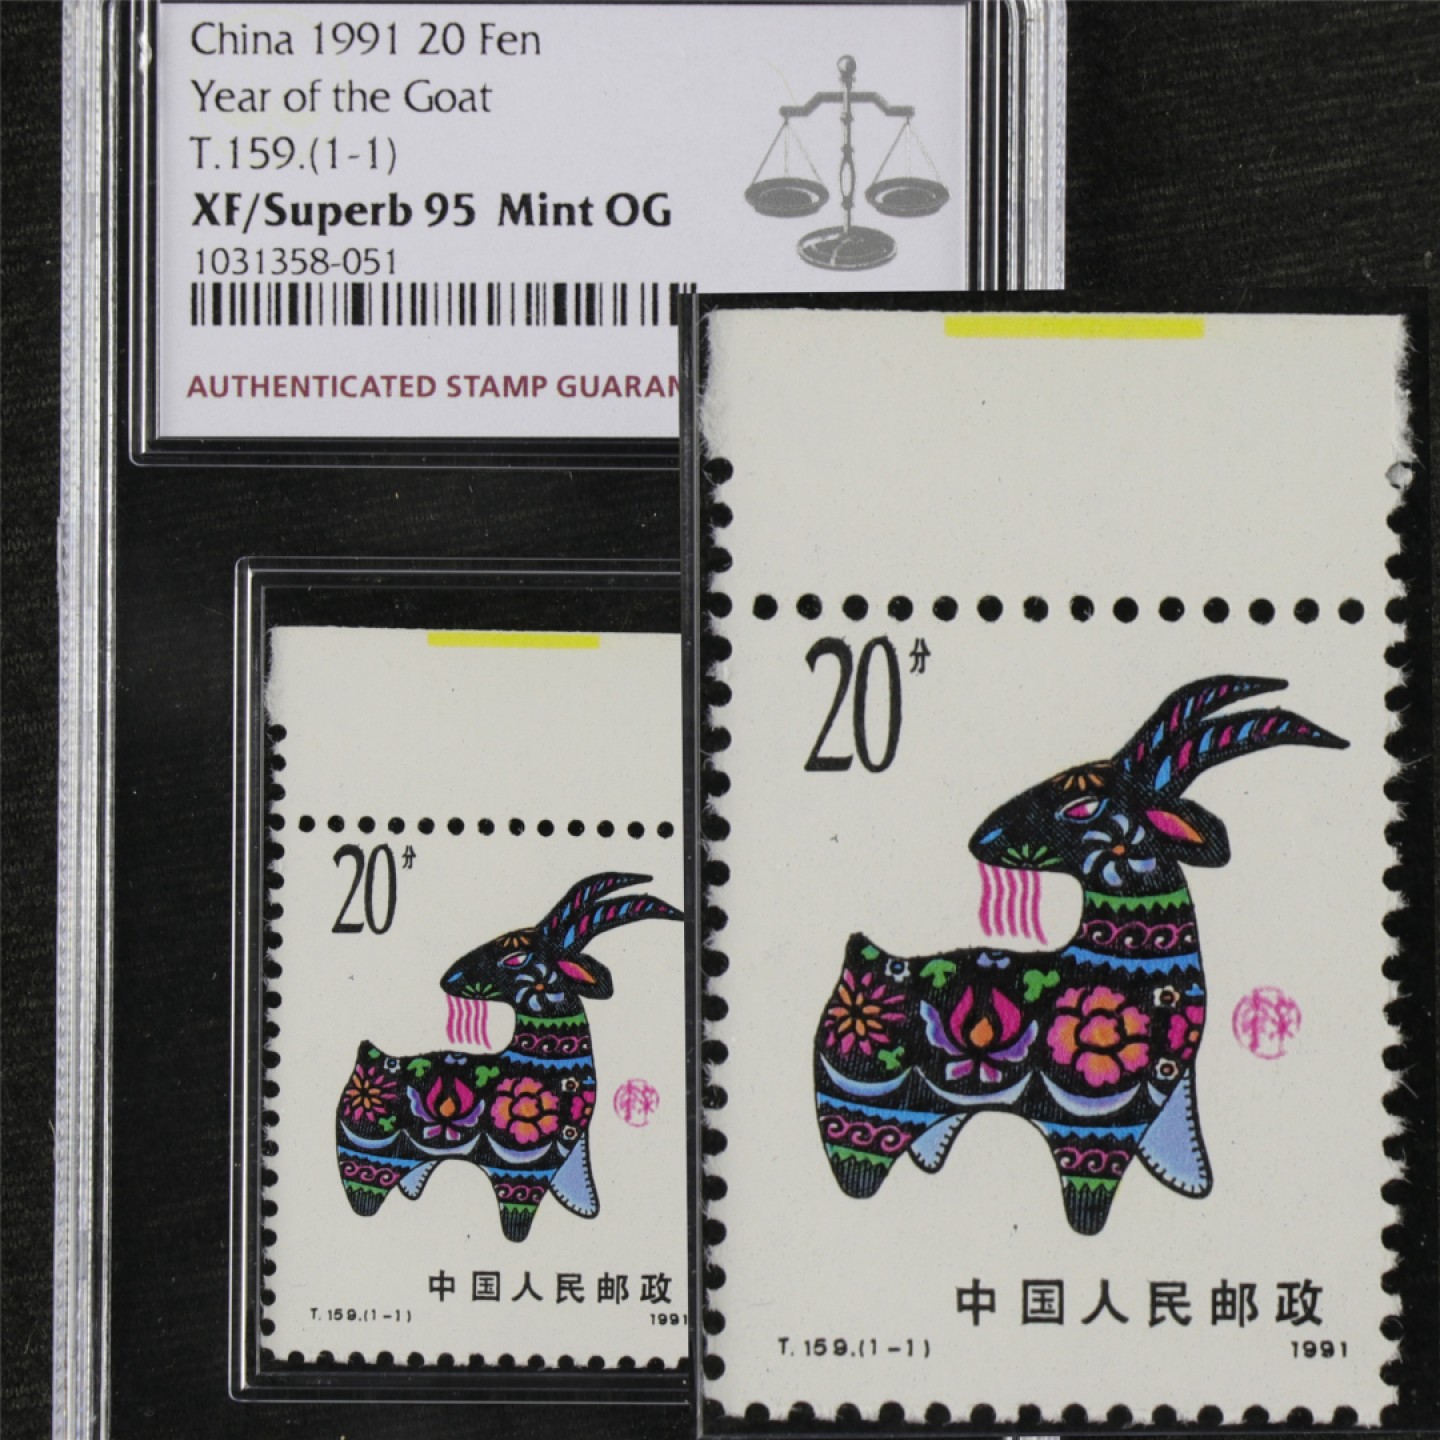 China 1991 20 Fen
Year of the Goat
T.159.(1-1)
XF/Superb 95 Mint OG
1031358-051
AUTHENTICATED STAMP GUARAN
20分
中国人民邮政
T.159.(1-1)
1991
20分
中国人民邮政
T.159.(1-1)
1991